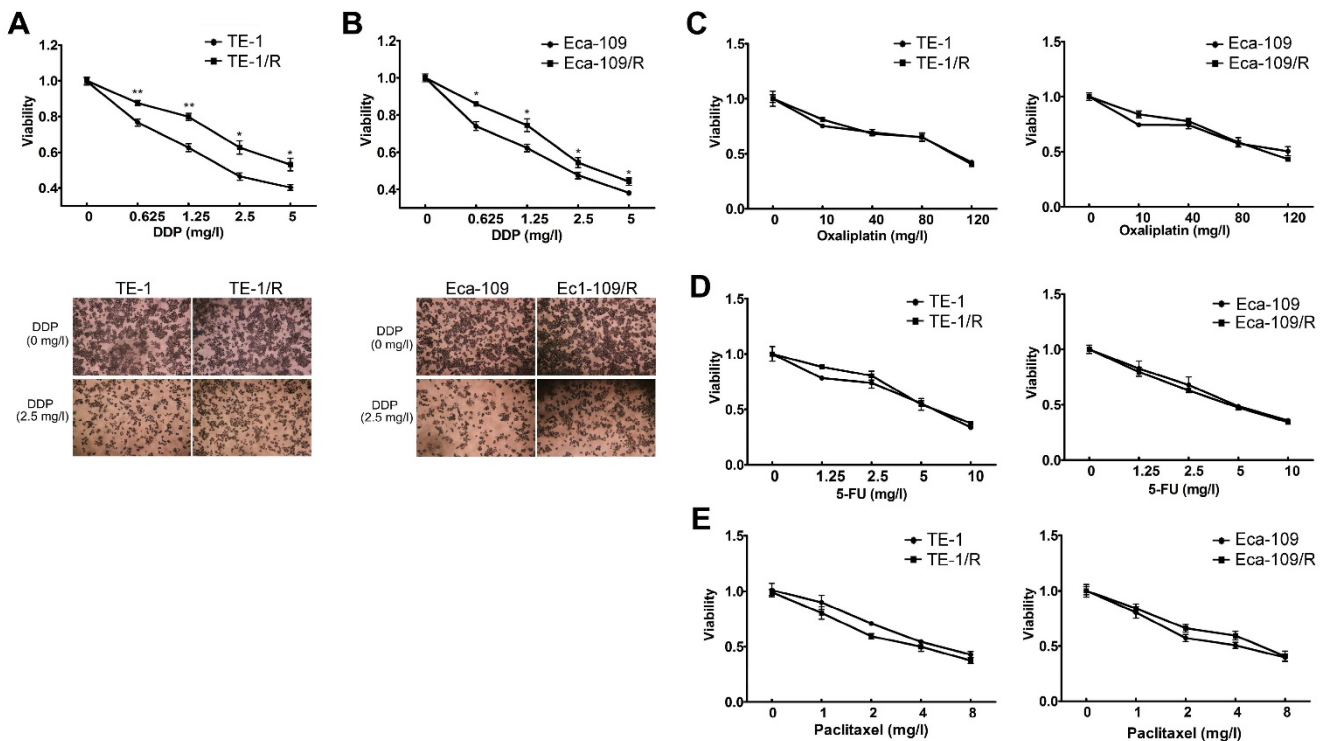 A
TE-1
TE-1/R
1.2
1.0
0.8
0.6
0.4
Viability
**
**
*
*
0 0.625 1.25 2.5 5
DDP (mg/l)
TE-1 TE-1/R
DDP
(0 mg/l)
DDP
(2.5 mg/l)
B
Eca-109
Eca-109/R
1.2
1.0
0.8
0.6
0.4
Viability
*
*
*
*
0 0.625 1.25 2.5 5
DDP (mg/l)
Eca-109 Ec1-109/R
DDP
(0 mg/l)
DDP
(2.5 mg/l)
C
TE-1
TE-1/R
1.5
1.0
0.5
0.0
Viability
0 10 40 80 120
Oxaliplatin (mg/l)
Eca-109
Eca-109/R
1.5
1.0
0.5
0.0
Viability
0 10 40 80 120
Oxaliplatin (mg/l)
D
TE-1
TE-1/R
1.5
1.0
0.5
0.0
Viability
0 1.25 2.5 5 10
5-FU (mg/l)
Eca-109
Eca-109/R
1.5
1.0
0.5
0.0
Viability
0 1.25 2.5 5 10
5-FU (mg/l)
E
TE-1
TE-1/R
1.5
1.0
0.5
0.0
Viability
0 1 2 4 8
Paclitaxel (mg/l)
Eca-109
Eca-109/R
1.5
1.0
0.5
0.0
Viability
0 1 2 4 8
Paclitaxel (mg/l)